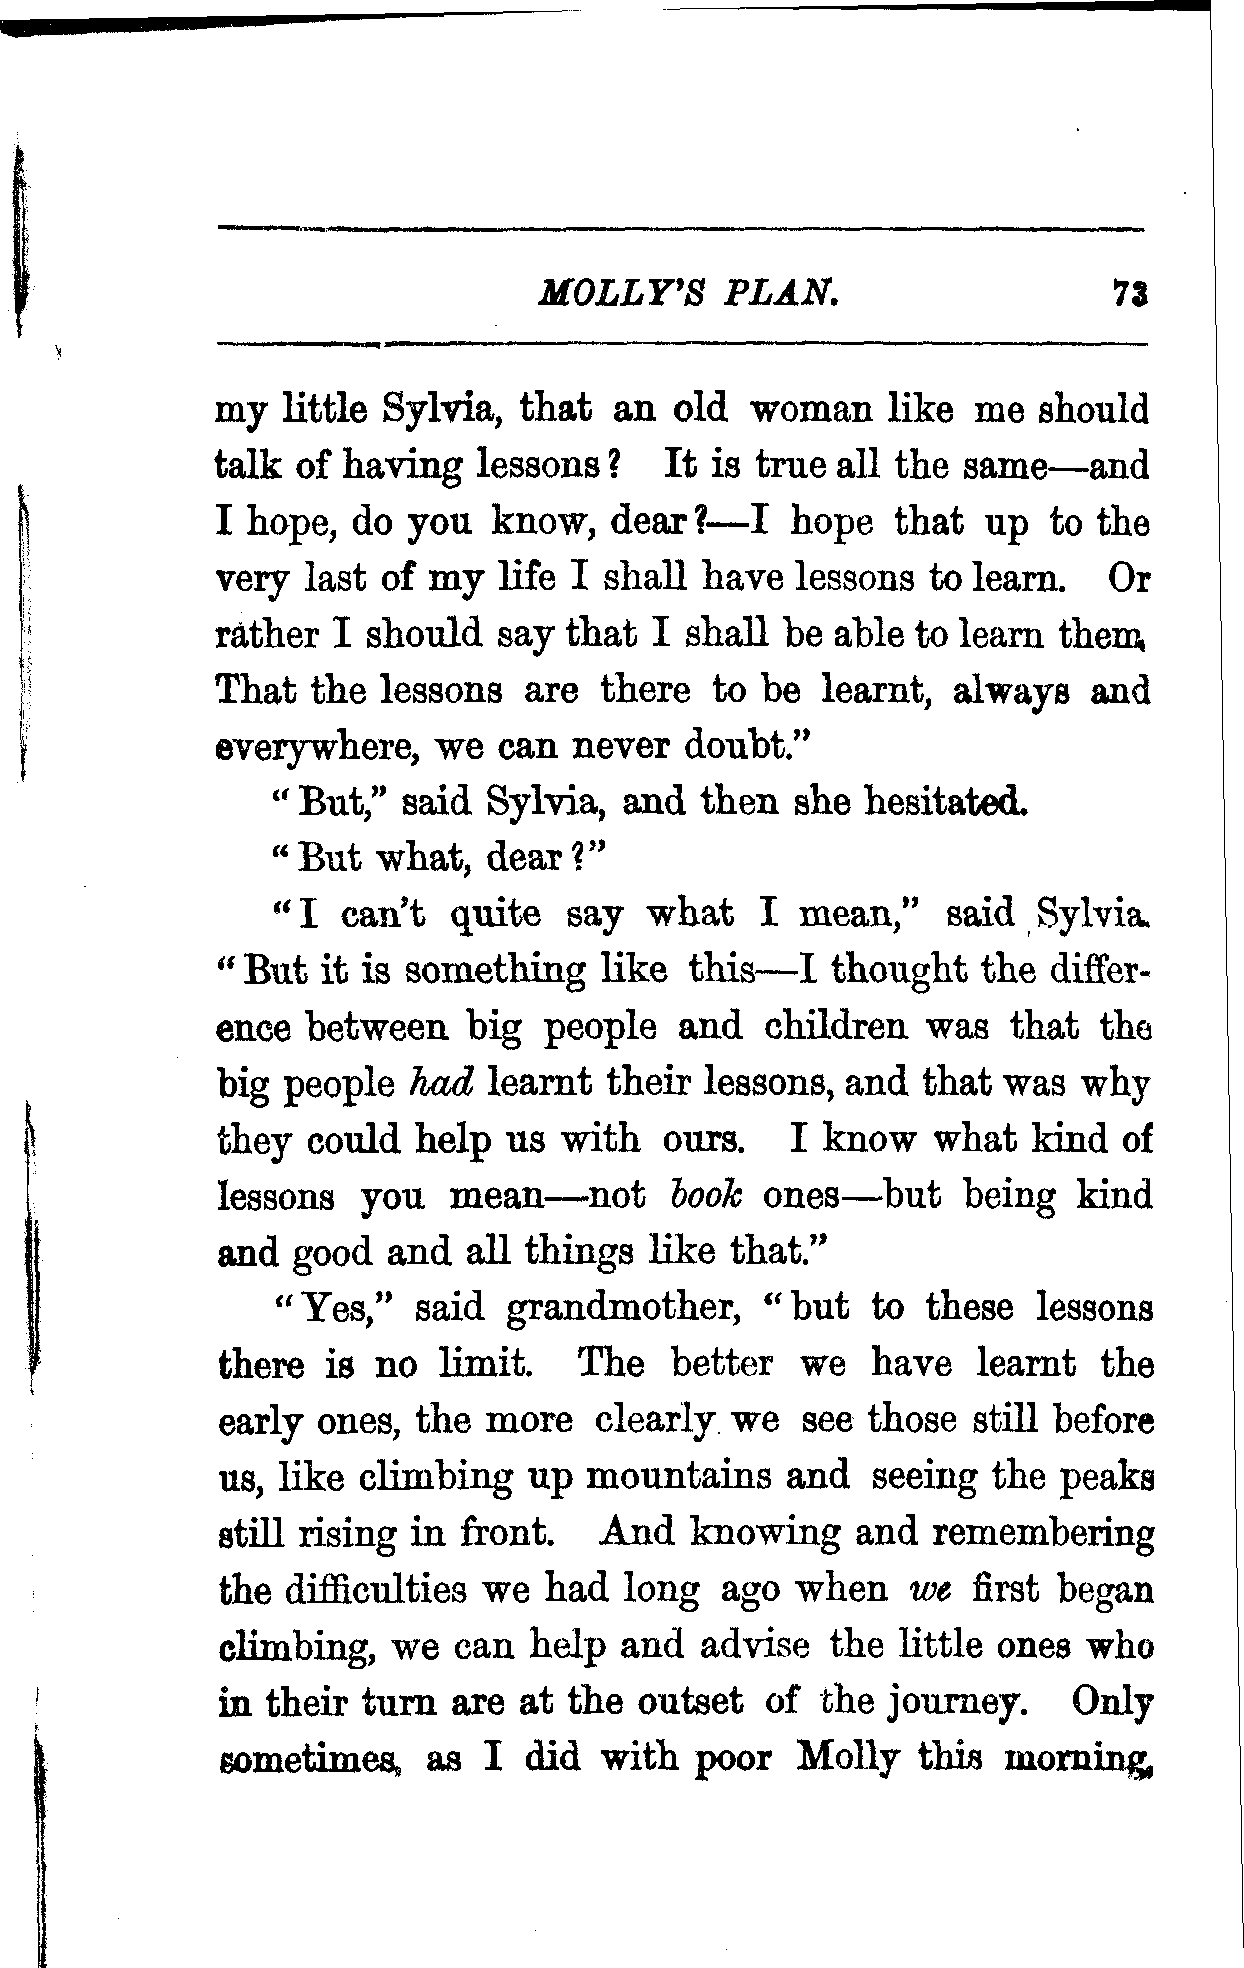 MOLLY'S PLAN. 73
my little Sylvia, that an old woman like me should
talk of having lessons? It is true all the same—and
I hope, do you know, dear?—I hope that up to the
very last of my life I shall have lessons to learn. Or
rather I should say that I shall be able to learn them.
That the lessons are there to be learnt, always and
everywhere, we can never doubt."
"But," said Sylvia, and then she hesitated.
"But what, dear?"
"I can't quite say what I mean," said Sylvia.
"But it is something like this—I thought the differ-
ence between big people and children was that the
big people had learnt their lessons, and that was why
they could help us with ours. I know what kind of
lessons you mean—not book ones—but being kind
and good and all things like that."
"Yes," said grandmother, "but to these lessons
there is no limit. The better we have learnt the
early ones, the more clearly we see those still before
us, like climbing up mountains and seeing the peaks
still rising in front. And knowing and remembering
the difficulties we had long ago when we first began
climbing, we can help and advise the little ones who
in their turn are at the outset of the journey. Only
sometimes, as I did with poor Molly this morning,